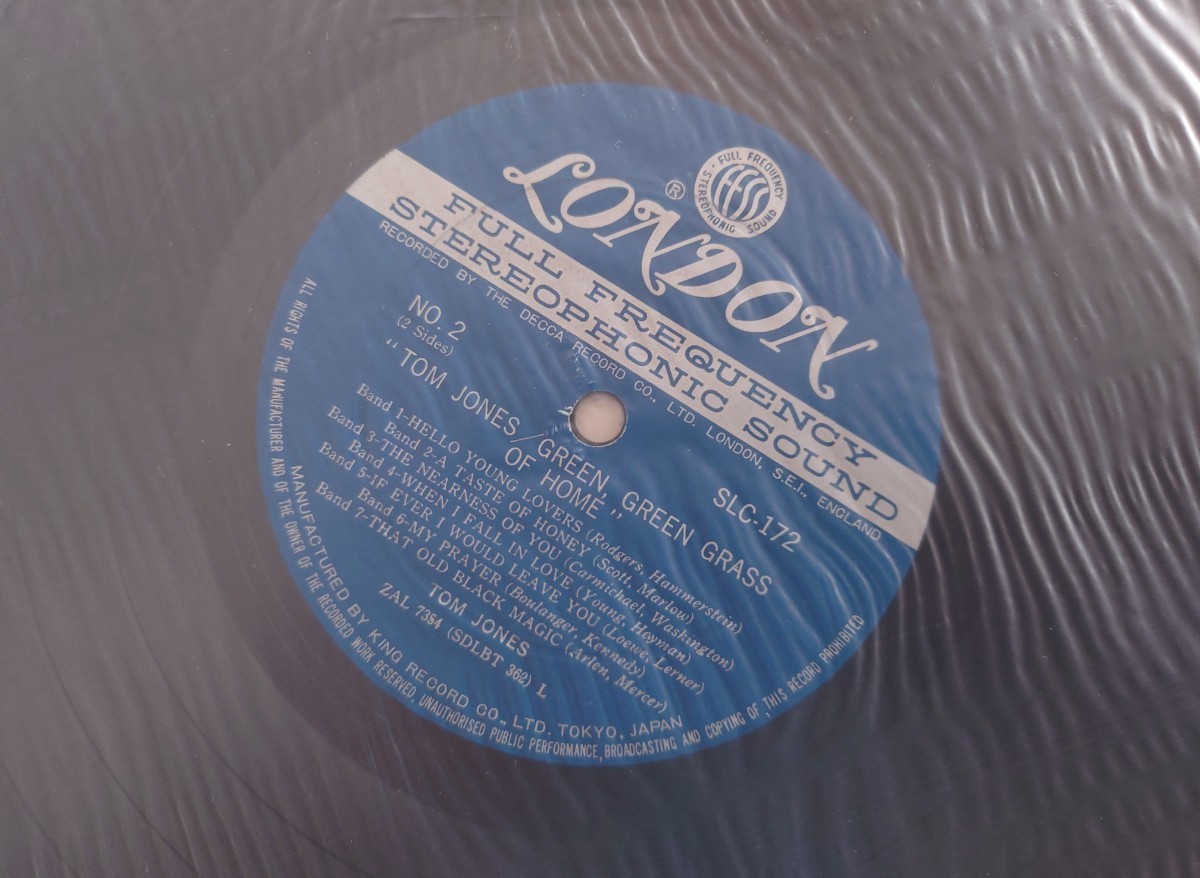 LONDON
®
· FULL FREQUENCY ·
STEREOPHONIC SOUND
FFSS
FULL FREQUENCY
STEREOPHONIC SOUND
RECORDED BY THE DECCA RECORD CO., LTD. LONDON, S.E.I., ENGLAND
NO. 2
(2 Sides)
SLC-172
"TOM JONES/GREEN, GREEN GRASS
OF HOME"
Band 1-HELLO YOUNG LOVERS (Rodgers, Hammerstein)
Band 2-A TASTE OF HONEY (Scott, Marlow)
Band 3-THE NEARNESS OF YOU (Carmichael, Washington)
Band 4-WHEN I FALL IN LOVE (Young, Heyman)
Band 5-IF EVER I WOULD LEAVE YOU (Loewe, Lerner)
Band 6-MY PRAYER (Boulanger, Kennedy)
Band 7-THAT OLD BLACK MAGIC (Arlen, Mercer)
TOM JONES
ZAL 7384 (SDLBT 362) L
MANUFACTURED BY KING RECORD CO., LTD. TOKYO, JAPAN
ALL RIGHTS OF THE MANUFACTURER AND OF THE OWNER OF THE RECORDED WORK RESERVED, UNAUTHORISED PUBLIC PERFORMANCE, BROADCASTING AND COPYING OF THIS RECORD PROHIBITED